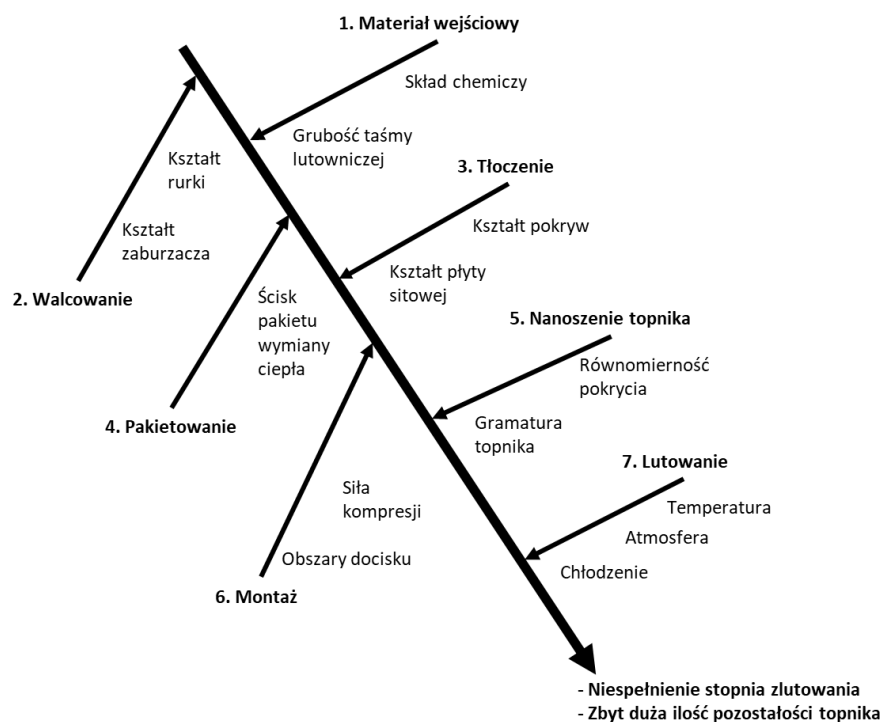 1. Materiał wejściowy
Skład chemiczy
Grubość taśmy
lutowniczej
Kształt
rurki
Kształt
zaburzacza
2. Walcowanie
3. Tłoczenie
Kształt pokryw
Kształt płyty
sitowej
Ścisk
pakietu
wymiany
ciepła
4. Pakietowanie
5. Nanoszenie topnika
Równomierność
pokrycia
Gramatura
topnika
Siła
kompresji
Obszary docisku
6. Montaż
7. Lutowanie
Temperatura
Atmosfera
Chłodzenie
- Niespełnienie stopnia zlutowania
- Zbyt duża ilość pozostałości topnika